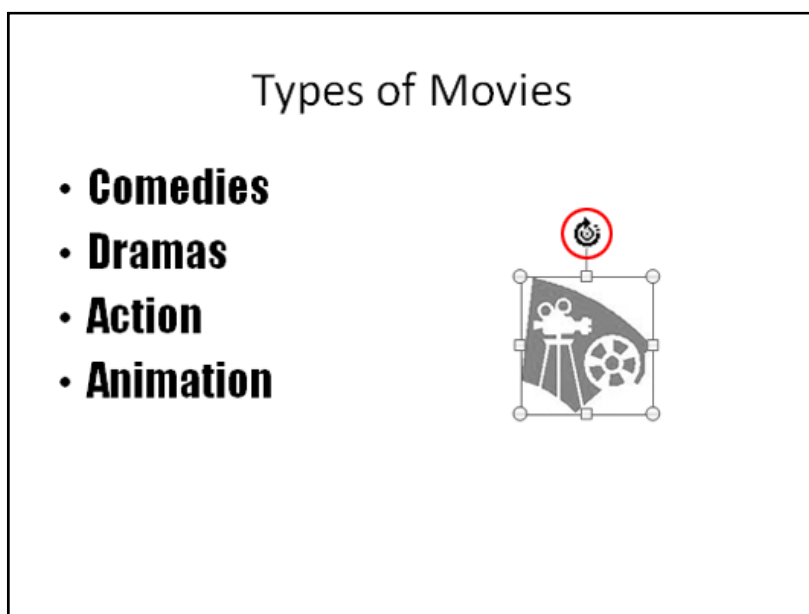 Types of Movies
• Comedies
• Dramas
• Action
• Animation